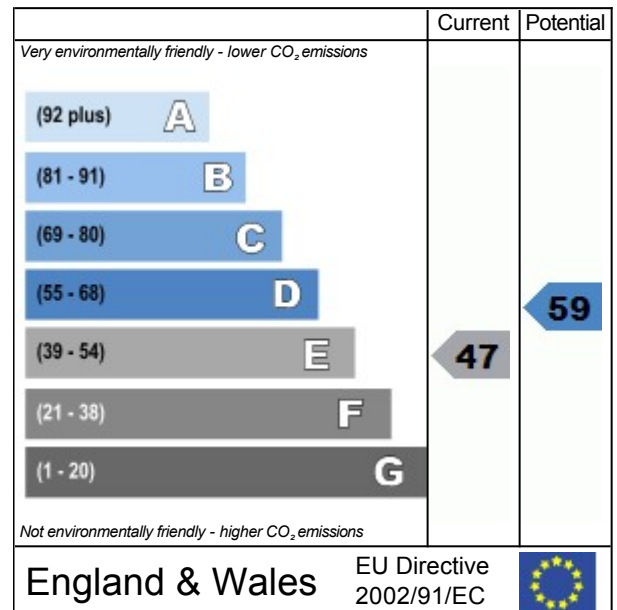 Current Potential
Very environmentally friendly - lower CO₂ emissions
(92 plus) A
(81 - 91) B
(69 - 80) C
(55 - 68) D
59
(39 - 54) E
47
(21 - 38) F
(1 - 20) G
Not environmentally friendly - higher CO₂ emissions
England & Wales
EU Directive
2002/91/EC